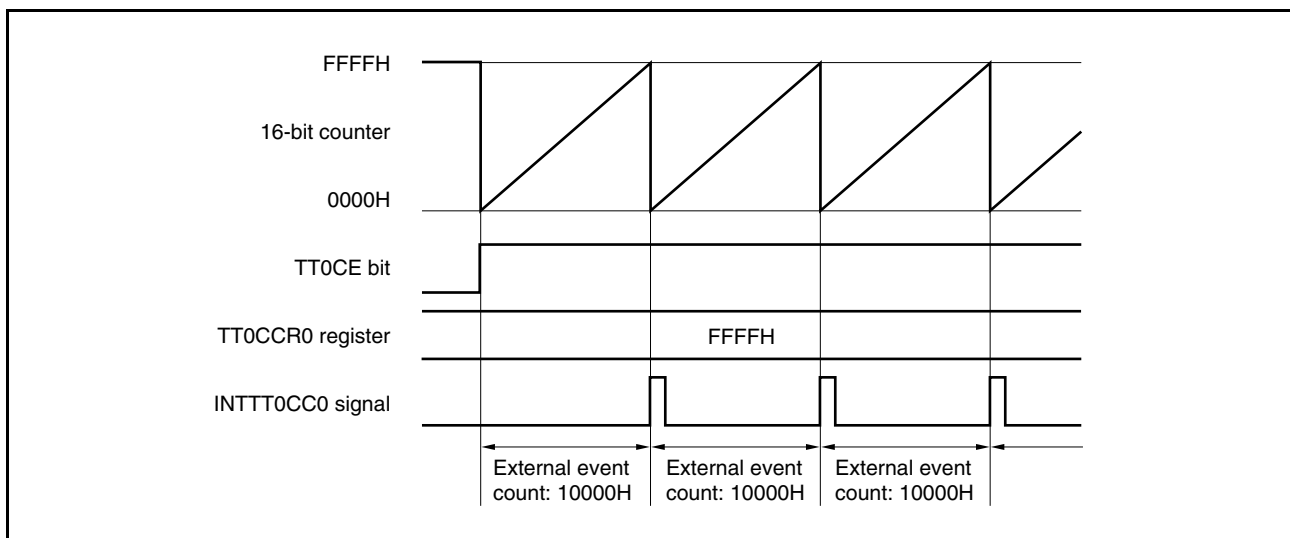 FFFFH
16-bit counter
0000H
TT0CE bit
TT0CCR0 register
FFFFH
INTTT0CC0 signal
External event
count: 10000H
External event
count: 10000H
External event
count: 10000H